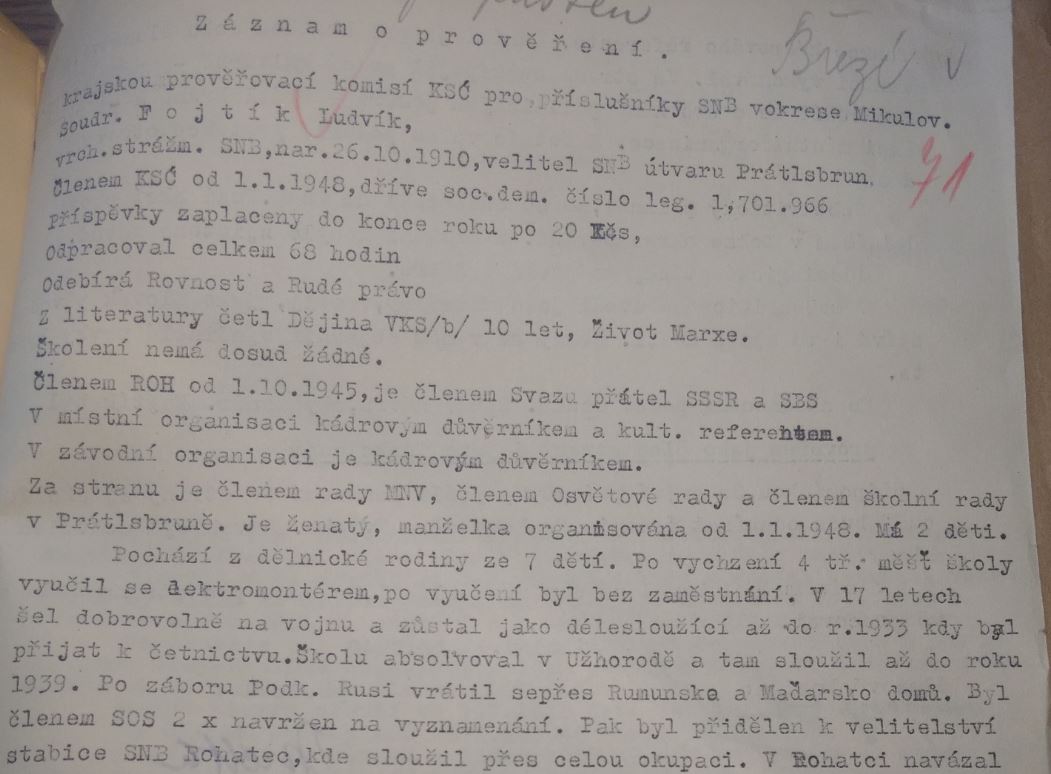 Záznam o prověření.
Březí v
krajskou prověřovací komisí KSČ pro příslušníky SNB vokrese Mikulov.
soudr. Fojtík Ludvík,
vrch.strážm. SNB,nar.26.10.1910,velitel SNB útvaru Prátlsbrun.
71
členem KSČ od 1.1.1948,dříve soc.dem. číslo leg. 1,701.966
příspěvky zaplaceny do konce roku po 20 Kčs,
odpracoval celkem 68 hodin
odebírá Rovnost a Rudé právo
z literatury četl Dějina VKS/b/ 10 let, Život Marxe.
Školení nemá dosud žádné.
Členem ROH od 1.10.1945,je členem Svazu přátel SSSR a SBS
V místní organisaci kádrovým důvěrníkem a kult. referentem.
V závodní organisaci je kádrovým důvěrníkem.
Za stranu je členem rady MNV, členem Osvětové rady a členem školní rady
v Prátlsbruně. Je ženatý, manželka organisována od 1.1.1948. Má 2 děti.
Pochází z dělnické rodiny ze 7 dětí. Po vychzení 4 tř. měšť školy
vyučil se elektromontérem,po vyučení byl bez zaměstnání. V 17 letech
šel dobrovolně na vojnu a zůstal jako délesloužící až do r.1933 kdy byl
přijat k četnictvu.Školu absolvoval v Užhorodě a tam sloužil až do roku
1939. Po záboru Podk. Rusi vrátil sepřes Rumunsko a Maďarsko domů. Byl
členem SOS 2 x navržen na vyznamenání. Pak byl přidělen k velitelství
stabice SNB Rohatec,kde sloužil přes celou okupaci. V Rohatci navázal